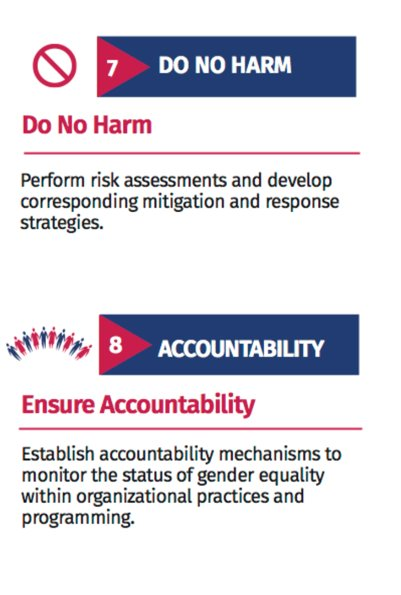 7 DO NO HARM
Do No Harm
Perform risk assessments and develop
corresponding mitigation and response
strategies.
8 ACCOUNTABILITY
Ensure Accountability
Establish accountability mechanisms to
monitor the status of gender equality
within organizational practices and
programming.